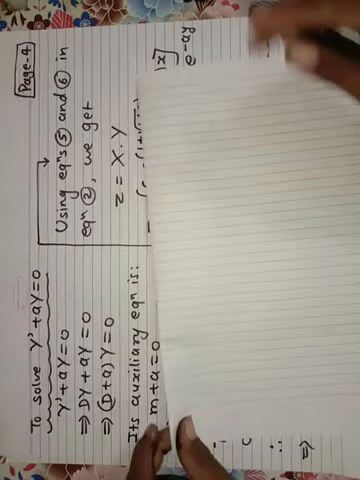 Page-4
To solve Y' + aY = 0
Y' + aY = 0
⇒ DY + aY = 0
⇒ (D+a)Y = 0
Its auxiliary eqⁿ is:
m+a=0
⇒
Using eqⁿs ⑤ and ⑥ in
eqⁿ ②, we get
z = X·Y
e^-ay